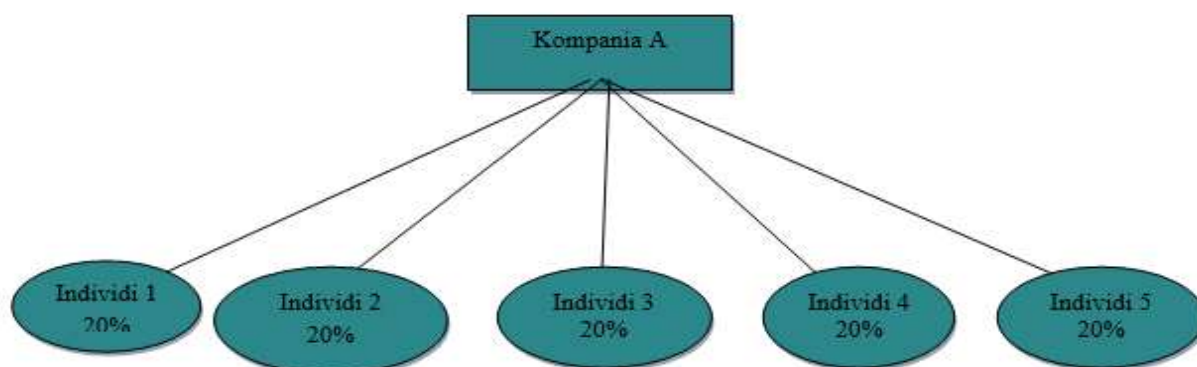 Kompania A
Individi 1
20%
Individi 2
20%
Individi 3
20%
Individi 4
20%
Individi 5
20%